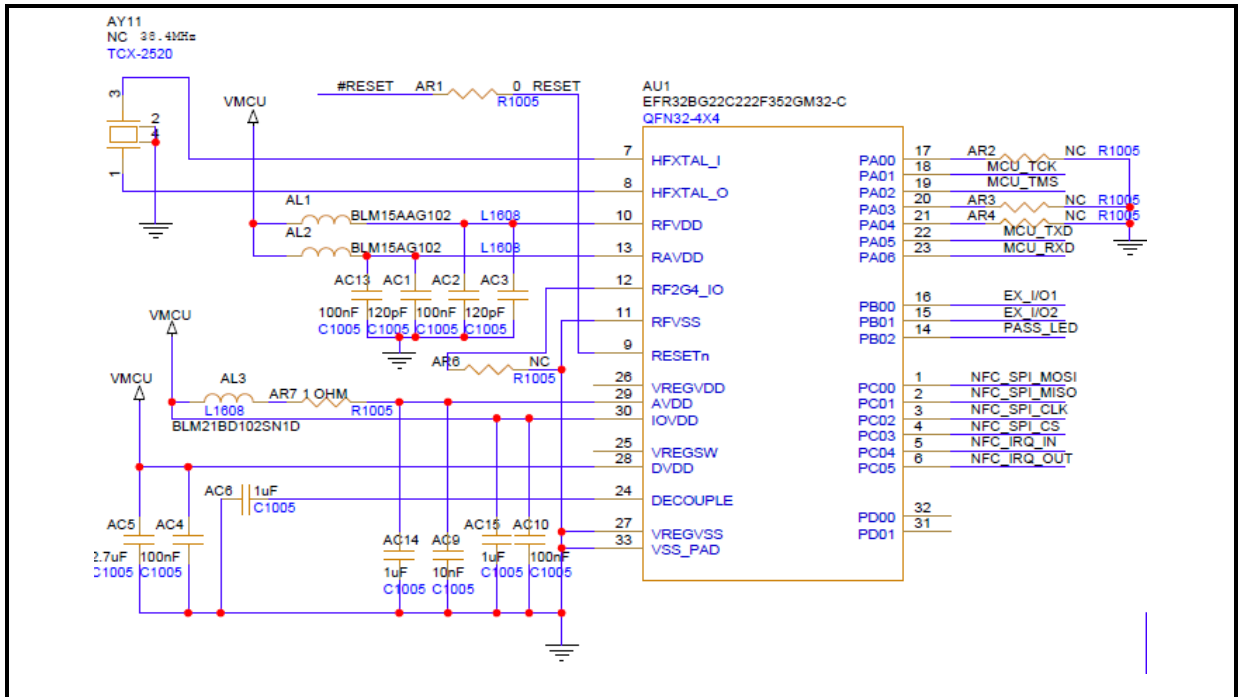 AY11
NC 38.4MHz
TCX-2520
3
2
4
1
VMCU
#RESET AR1 0 RESET
R1005
AU1
EFR32BG22C222F352GM32-C
QFN32-4X4
7 HFXTAL_I
8 HFXTAL_O
10 RFVDD
13 RAVDD
12 RF2G4_IO
11 RFVSS
9 RESETn
26 VREGVDD
29 AVDD
30 IOVDD
25 VREGSW
28 DVDD
24 DECOUPLE
27 VREGVSS
33 VSS_PAD
PA00 17 AR2 NC R1005
PA01 18 MCU_TCK
PA02 19 MCU_TMS
PA03 20 AR3 NC R1005
PA04 21 AR4 NC R1005
PA05 22 MCU_TXD
PA06 23 MCU_RXD
PB00 16 EX_I/O1
PB01 15 EX_I/O2
PB02 14 PASS_LED
PC00 1 NFC_SPI_MOSI
PC01 2 NFC_SPI_MISO
PC02 3 NFC_SPI_CLK
PC03 4 NFC_SPI_CS
PC04 5 NFC_IRQ_IN
PC05 6 NFC_IRQ_OUT
PD00 32
PD01 31
AL1 BLM15AAG102 L1608
AL2 BLM15AG102 L1608
AC13 AC1 AC2 AC3
100nF 120pF 100nF 120pF
C1005 C1005 C1005
AR6 NC
R1005
VMCU
VMCU
AL3 AR7 1 OHM
L1608 R1005
BLM21BD102SN1D
AC6 1uF
C1005
AC5 AC4
2.7uF 100nF
C1005 C1005
AC14 AC9
1uF 10nF
C1005 C1005
AC15 AC10
1uF 100nF
C1005 C1005